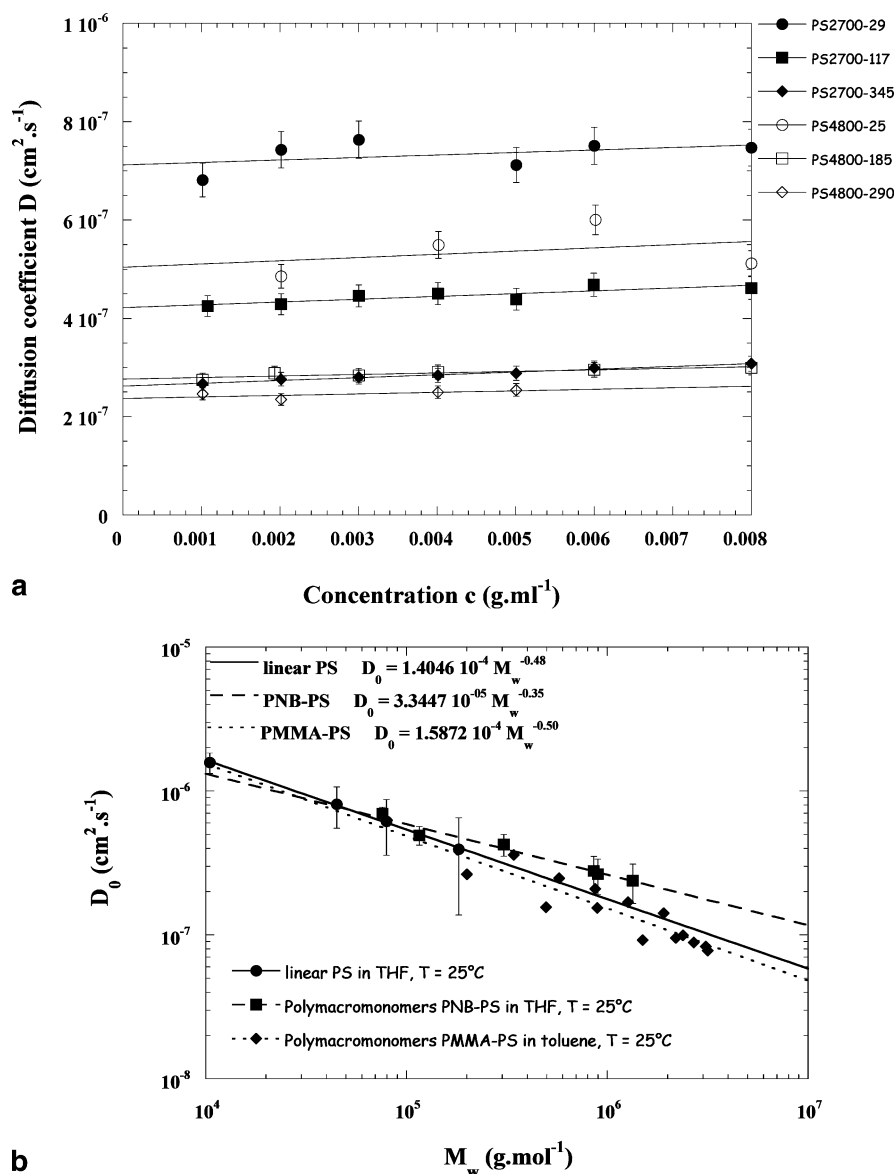 1 10⁻⁶
8 10⁻⁷
6 10⁻⁷
4 10⁻⁷
2 10⁻⁷
0
Diffusion coefficient D (cm².s⁻¹)
0 0.001 0.002 0.003 0.004 0.005 0.006 0.007 0.008
Concentration c (g.ml⁻¹)
PS2700-29
PS2700-117
PS2700-345
PS4800-25
PS4800-185
PS4800-290
a
10⁻⁵
10⁻⁶
10⁻⁷
10⁻⁸
D₀ (cm².s⁻¹)
linear PS D₀ = 1.4046 10⁻⁴ M_w^-0.48
PNB-PS D₀ = 3.3447 10⁻⁰⁵ M_w^-0.35
PMMA-PS D₀ = 1.5872 10⁻⁴ M_w^-0.50
linear PS in THF, T = 25°C
Polymacromonomers PNB-PS in THF, T = 25°C
Polymacromonomers PMMA-PS in toluene, T = 25°C
10⁴ 10⁵ 10⁶ 10⁷
M_w (g.mol⁻¹)
b